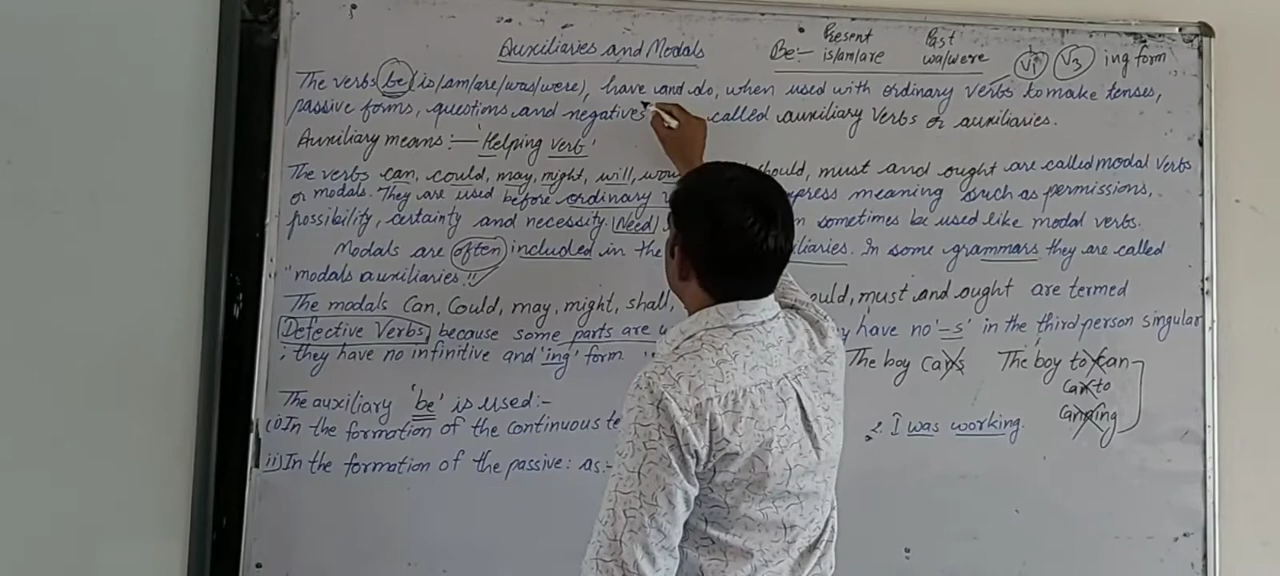 Auxiliaries and Modals
Present Past
Be:- is/am/are wa/were V1 V3 ing form
The verbs be (is/am/are/was/were), have and do, when used with ordinary verbs to make tenses,
passive forms, questions and negatives called auxiliary verbs or auxiliaries.
Auxiliary means:— 'Helping verb'
The verbs can, could, may, might, will, wou should, must and ought are called modal verbs
or modals. They are used before ordinary press meaning such as permissions,
possibility, certainty and necessity. Need sometimes be used like modal verbs.
Modals are often included in the liaries. In some grammars they are called
"modals auxiliaries."
The modals Can, Could, may, might, shall, ould, must and ought are termed
Defective Verbs, because some parts are y have no '-s' in the third person singular
, they have no infinitive and 'ing' form. The boy cans The boy to can
can to
canning
The auxiliary 'be' is used:-
(i) In the formation of the continuous te 2. I was working.
ii) In the formation of the passive: as:-